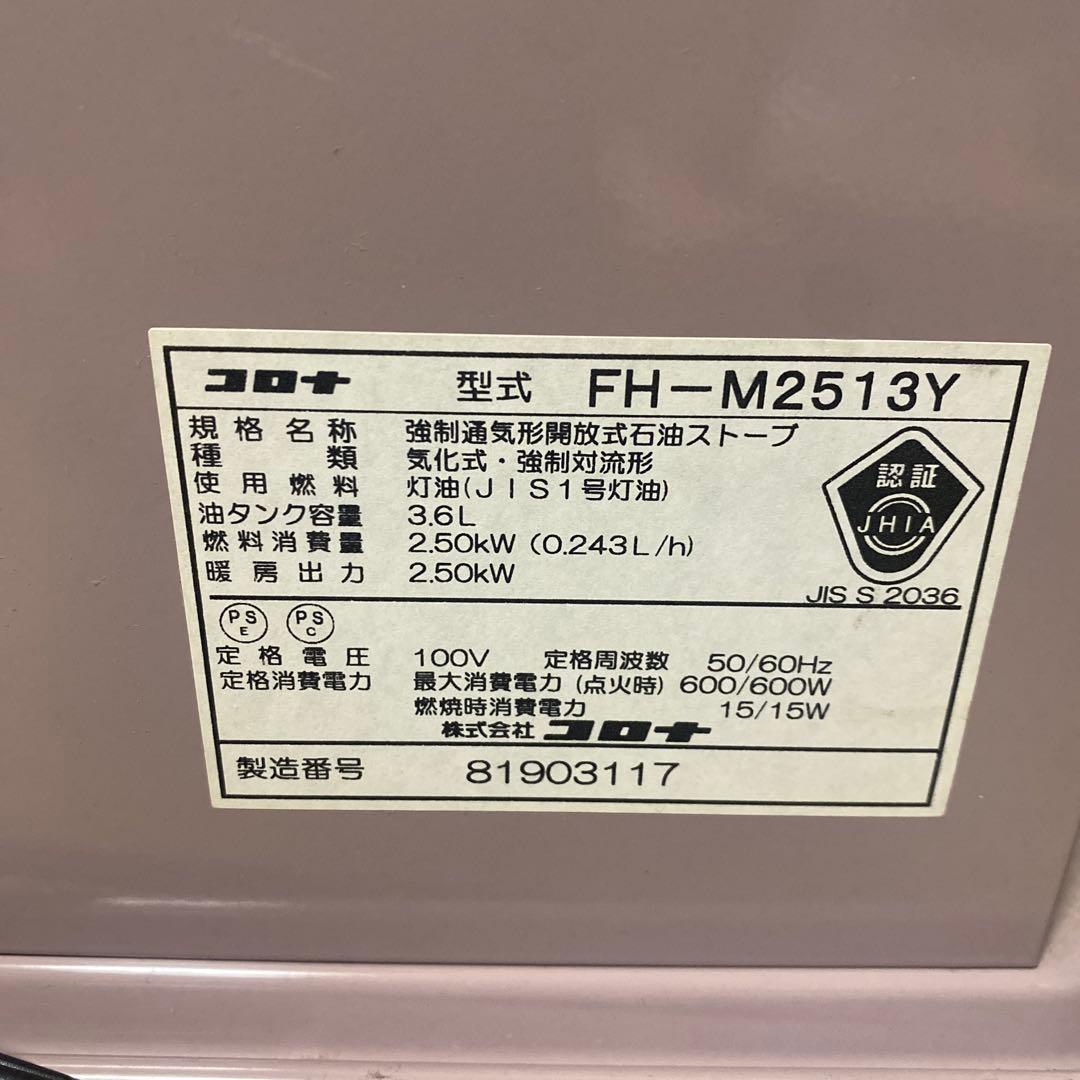 コロナ 型式 FH-M2513Y
規格名称 強制通気形開放式石油ストーブ
種類 気化式・強制対流形
使用燃料 灯油(JIS1号灯油)
油タンク容量 3.6L
燃料消費量 2.50kW (0.243L/h)
暖房出力 2.50kW
認証
JHIA
JIS S 2036
PS E PS C
定格電圧 100V 定格周波数 50/60Hz
定格消費電力 最大消費電力 (点火時) 600/600W
燃焼時消費電力 15/15W
株式会社 コロナ
製造番号 81903117